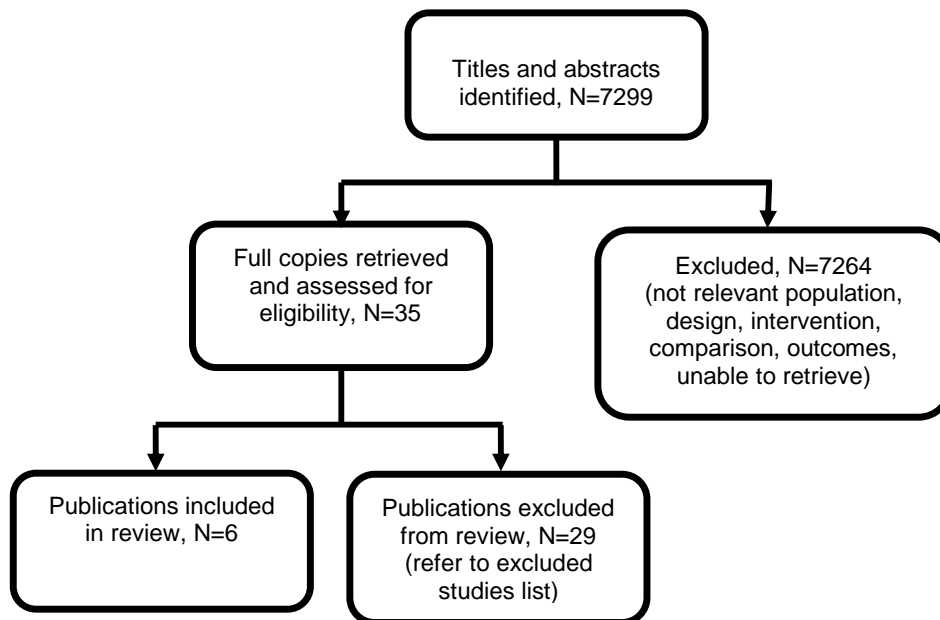 Titles and abstracts
identified, N=7299
Full copies retrieved
and assessed for
eligibility, N=35
Excluded, N=7264
(not relevant population,
design, intervention,
comparison, outcomes,
unable to retrieve)
Publications included
in review, N=6
Publications excluded
from review, N=29
(refer to excluded
studies list)